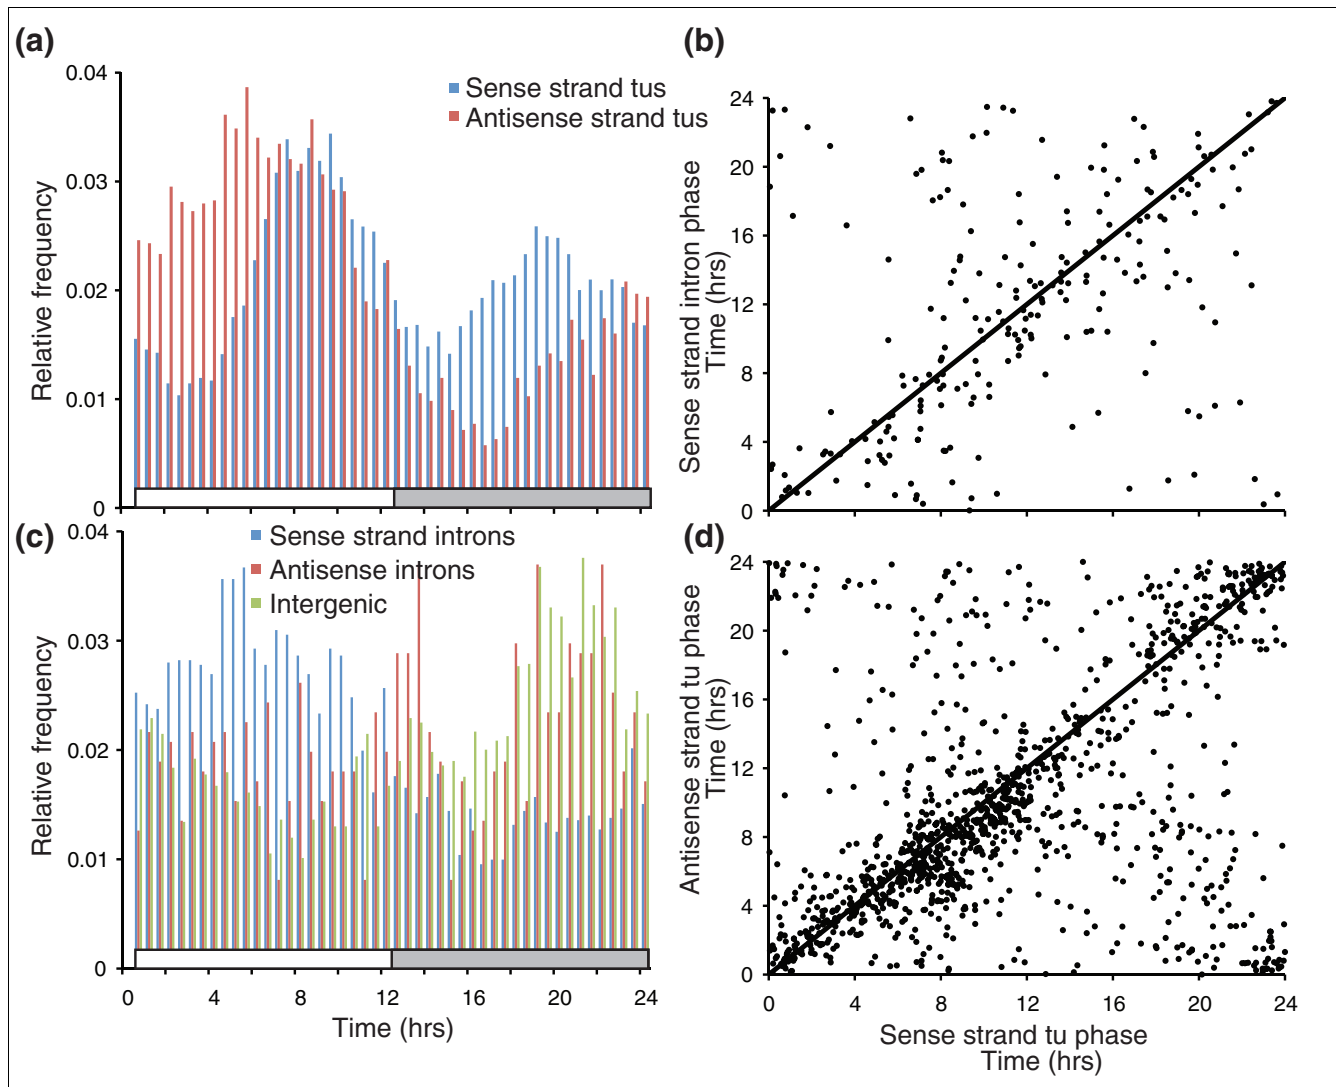 (a)
0.04
0.03
0.02
0.01
0
Relative frequency
Sense strand tus
Antisense strand tus
(b)
24
20
16
12
8
4
0
Sense strand intron phase
Time (hrs)
(c)
0.04
0.03
0.02
0.01
0
Relative frequency
Sense strand introns
Antisense introns
Intergenic
0 4 8 12 16 20 24
Time (hrs)
(d)
24
20
16
12
8
4
0
Antisense strand tu phase
Time (hrs)
0 4 8 12 16 20 24
Sense strand tu phase
Time (hrs)